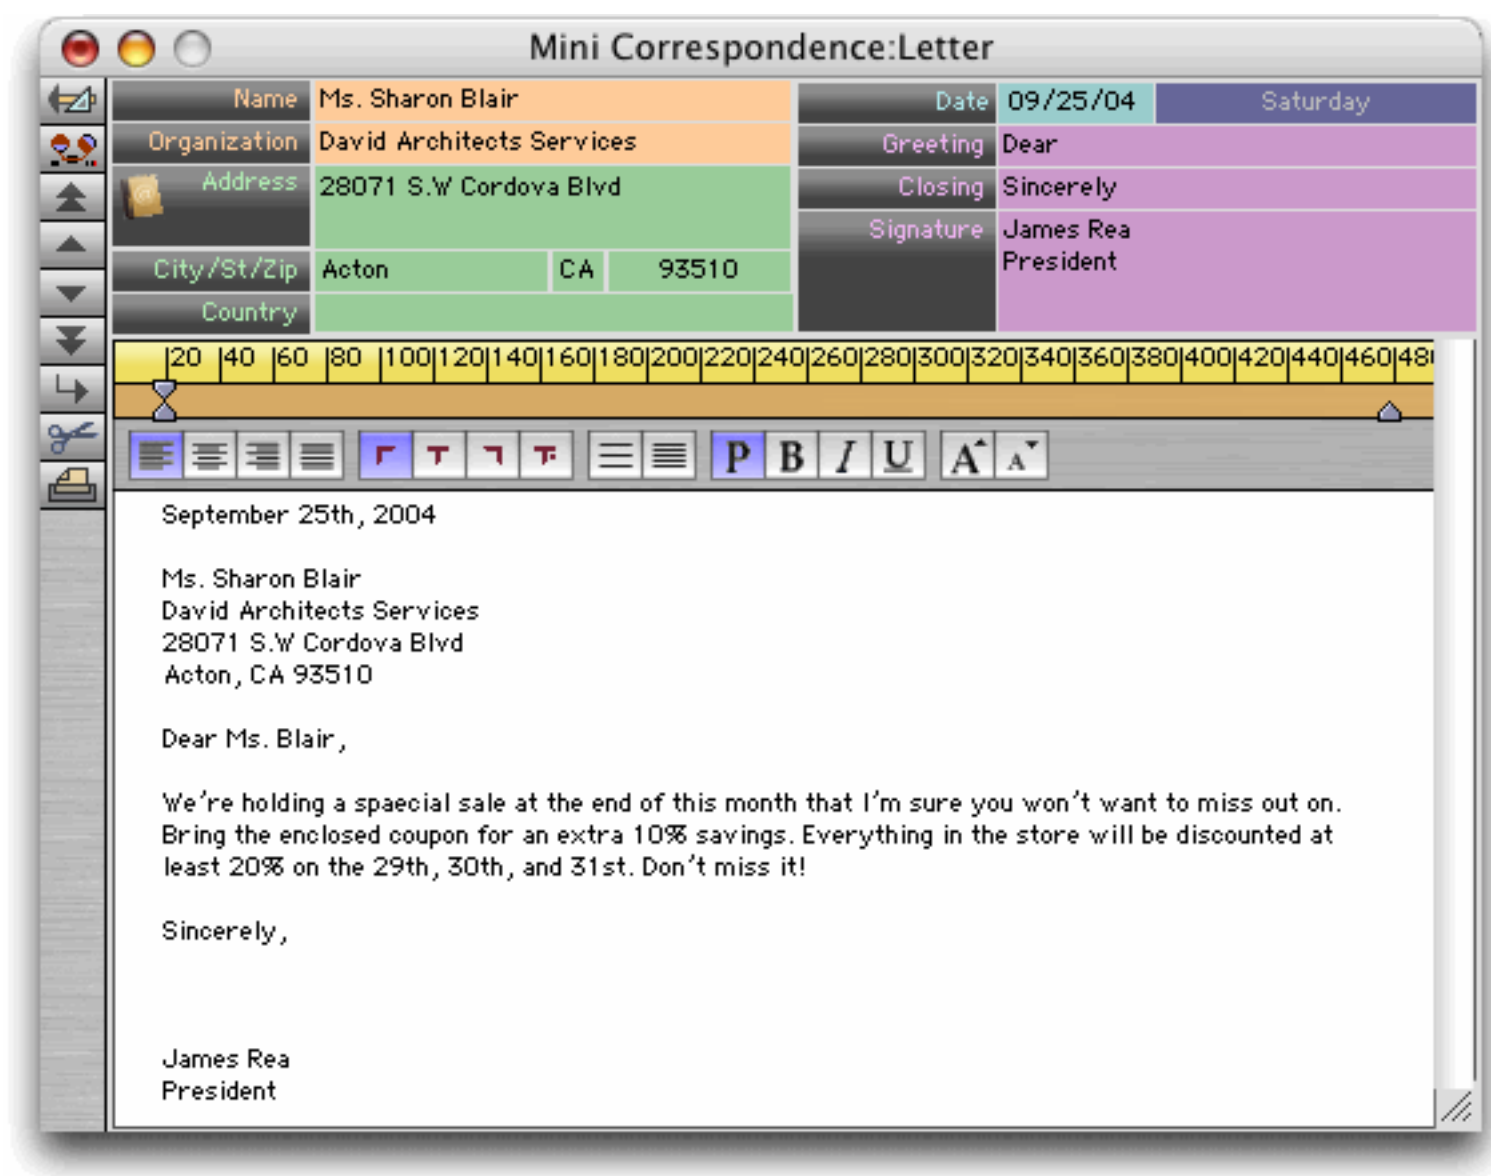 Mini Correspondence:Letter
Name Ms. Sharon Blair
Organization David Architects Services
Address 28071 S.W Cordova Blvd
City/St/Zip Acton CA 93510
Country
Date 09/25/04 Saturday
Greeting Dear
Closing Sincerely
Signature James Rea
President
20 40 60 80 100 120 140 160 180 200 220 240 260 280 300 320 340 360 380 400 420 440 460 48
P B I U A A
September 25th, 2004
Ms. Sharon Blair
David Architects Services
28071 S.W Cordova Blvd
Acton, CA 93510
Dear Ms. Blair,
We're holding a spaecial sale at the end of this month that I'm sure you won't want to miss out on.
Bring the enclosed coupon for an extra 10% savings. Everything in the store will be discounted at
least 20% on the 29th, 30th, and 31st. Don't miss it!
Sincerely,
James Rea
President